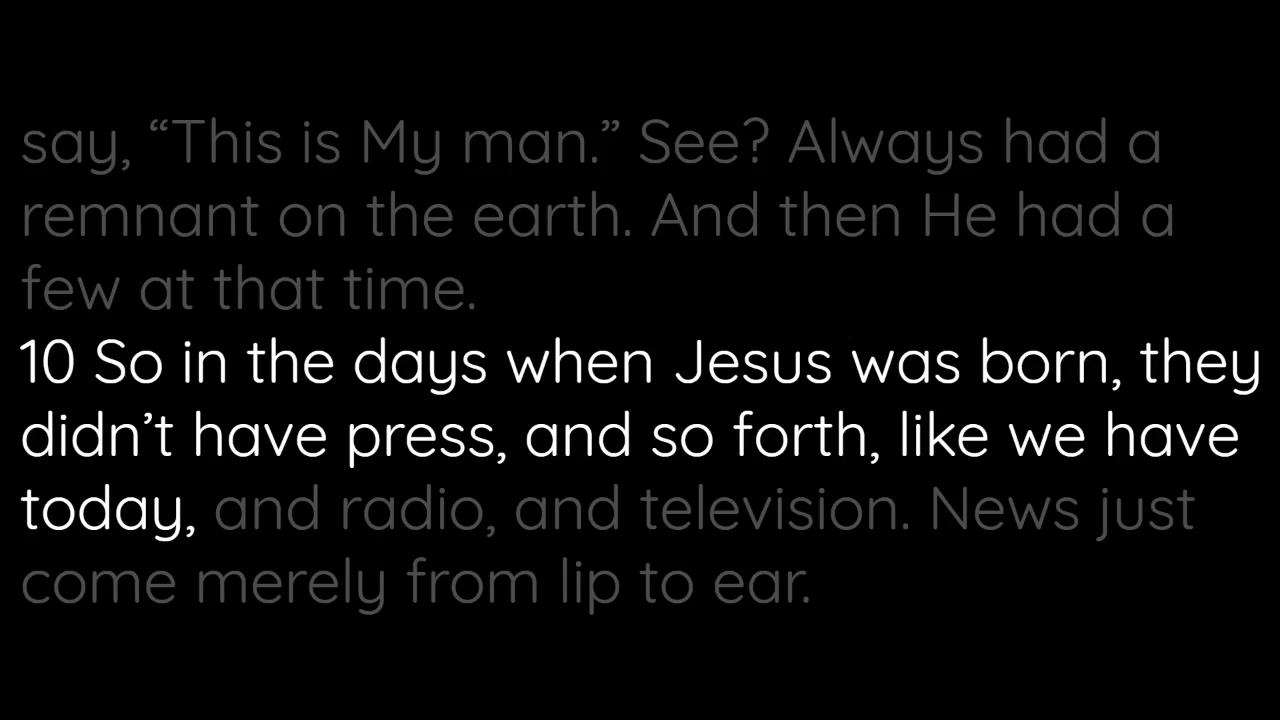 say, “This is My man.” See? Always had a
remnant on the earth. And then He had a
few at that time.
10 So in the days when Jesus was born, they
didn’t have press, and so forth, like we have
today, and radio, and television. News just
come merely from lip to ear.